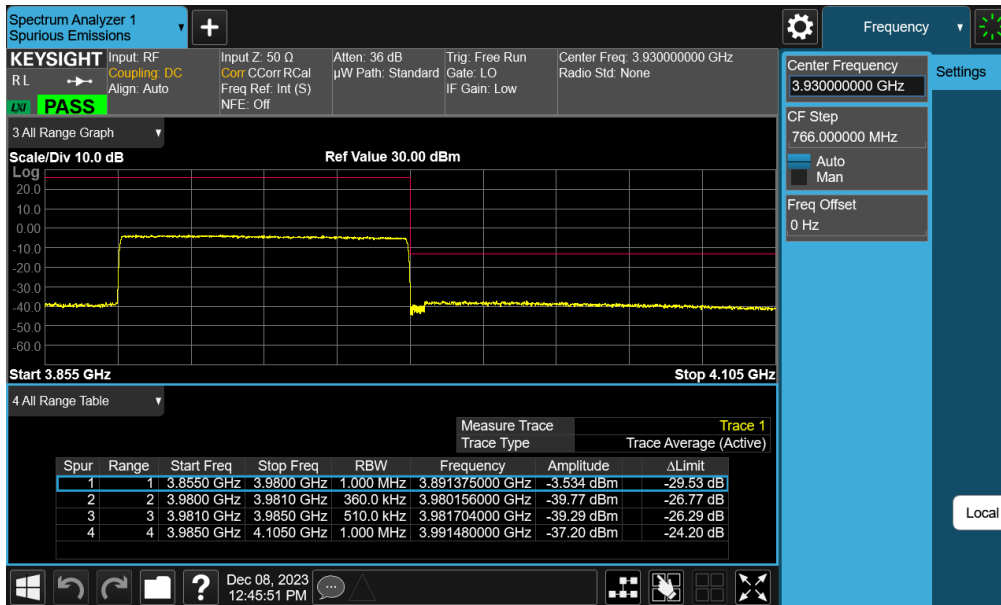 Spectrum Analyzer 1
Spurious Emissions
+
Frequency
KEYSIGHT Input: RF Input Z: 50 Ω Atten: 36 dB Trig: Free Run Center Freq: 3.930000000 GHz
RL Coupling: DC Corr CCorr RCal µW Path: Standard Gate: LO Radio Std: None
Align: Auto Freq Ref: Int (S) IF Gain: Low
LXI PASS NFE: Off
Center Frequency
3.930000000 GHz
Settings
CF Step
766.000000 MHz
Auto
Man
Freq Offset
0 Hz
3 All Range Graph
Scale/Div 10.0 dB Ref Value 30.00 dBm
Log
20.0
10.0
0.00
-10.0
-20.0
-30.0
-40.0
-50.0
-60.0
Start 3.855 GHz Stop 4.105 GHz
4 All Range Table
Measure Trace Trace 1
Trace Type Trace Average (Active)
Spur Range Start Freq Stop Freq RBW Frequency Amplitude ΔLimit
1 1 3.8550 GHz 3.9800 GHz 1.000 MHz 3.891375000 GHz -3.534 dBm -29.53 dB
2 2 3.9800 GHz 3.9810 GHz 360.0 kHz 3.980156000 GHz -39.77 dBm -26.77 dB
3 3 3.9810 GHz 3.9850 GHz 510.0 kHz 3.981704000 GHz -39.29 dBm -26.29 dB
4 4 3.9850 GHz 4.1050 GHz 1.000 MHz 3.991480000 GHz -37.20 dBm -24.20 dB
Local
?
Dec 08, 2023
12:45:51 PM